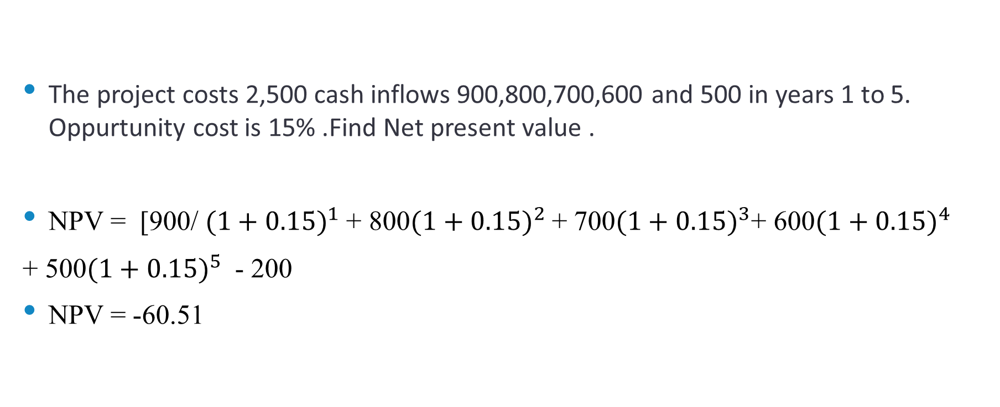 • The project costs 2,500 cash inflows 900,800,700,600 and 500 in years 1 to 5.
Oppurtunity cost is 15% .Find Net present value .
• NPV = [900/ (1 + 0.15)¹ + 800(1 + 0.15)² + 700(1 + 0.15)³+ 600(1 + 0.15)⁴
+ 500(1 + 0.15)⁵ - 200
• NPV = -60.51